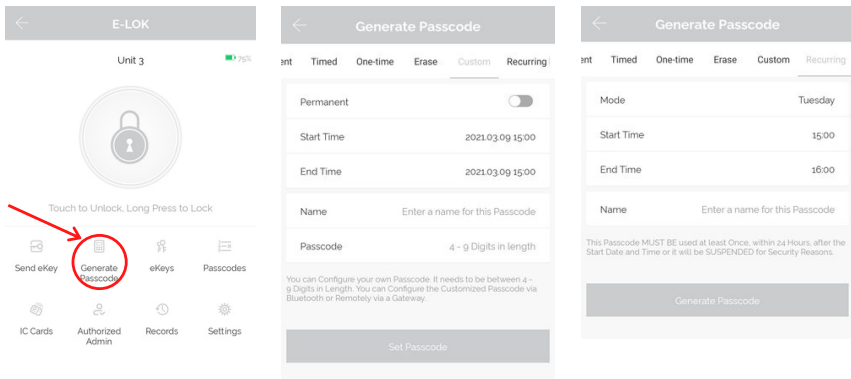 E-LOK
Unit 3
75%
Touch to Unlock, Long Press to Lock
Send eKey
Generate
Passcode
eKeys
Passcodes
IC Cards
Authorized
Admin
Records
Settings
Generate Passcode
ent Timed One-time Erase Custom Recurring
Permanent
Start Time 2021.03.09 15:00
End Time 2021.03.09 15:00
Name Enter a name for this Passcode
Passcode 4 - 9 Digits in length
You can Configure your own Passcode. It needs to be between 4 -
9 Digits in Length. You can Configure the Customized Passcode via
Bluetooth or Remotely via a Gateway.
Set Passcode
Generate Passcode
ent Timed One-time Erase Custom Recurring
Mode Tuesday
Start Time 15:00
End Time 16:00
Name Enter a name for this Passcode
This Passcode MUST BE used at least Once, within 24 Hours, after the
Start Date and Time or it will be SUSPENDED for Security Reasons.
Generate Passcode